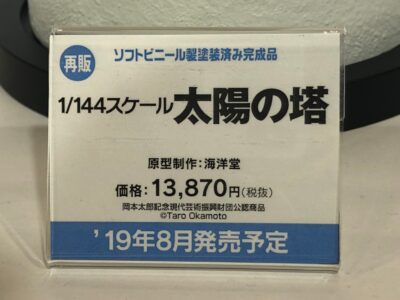 再販
ソフトビニール製塗装済み完成品
1/144スケール 太陽の塔
原型制作:海洋堂
価格:13,870円(税抜)
岡本太郎記念現代芸術振興財団公認商品
©Taro Okamoto
'19年8月発売予定